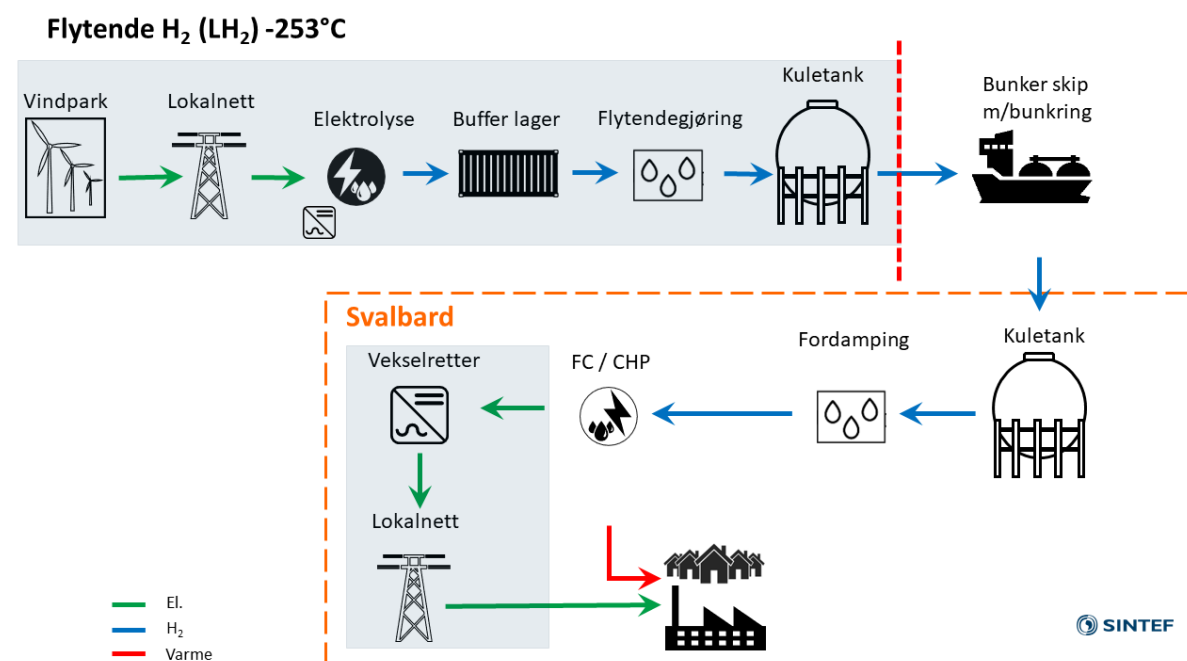 Flytende H₂ (LH₂) -253°C
Vindpark
Lokalnett
Elektrolyse
Buffer lager
Flytendegjøring
Kuletank
Bunker skip
m/bunkring
Svalbard
Vekselretter
FC / CHP
Fordamping
Kuletank
Lokalnett
El.
H₂
Varme
SINTEF